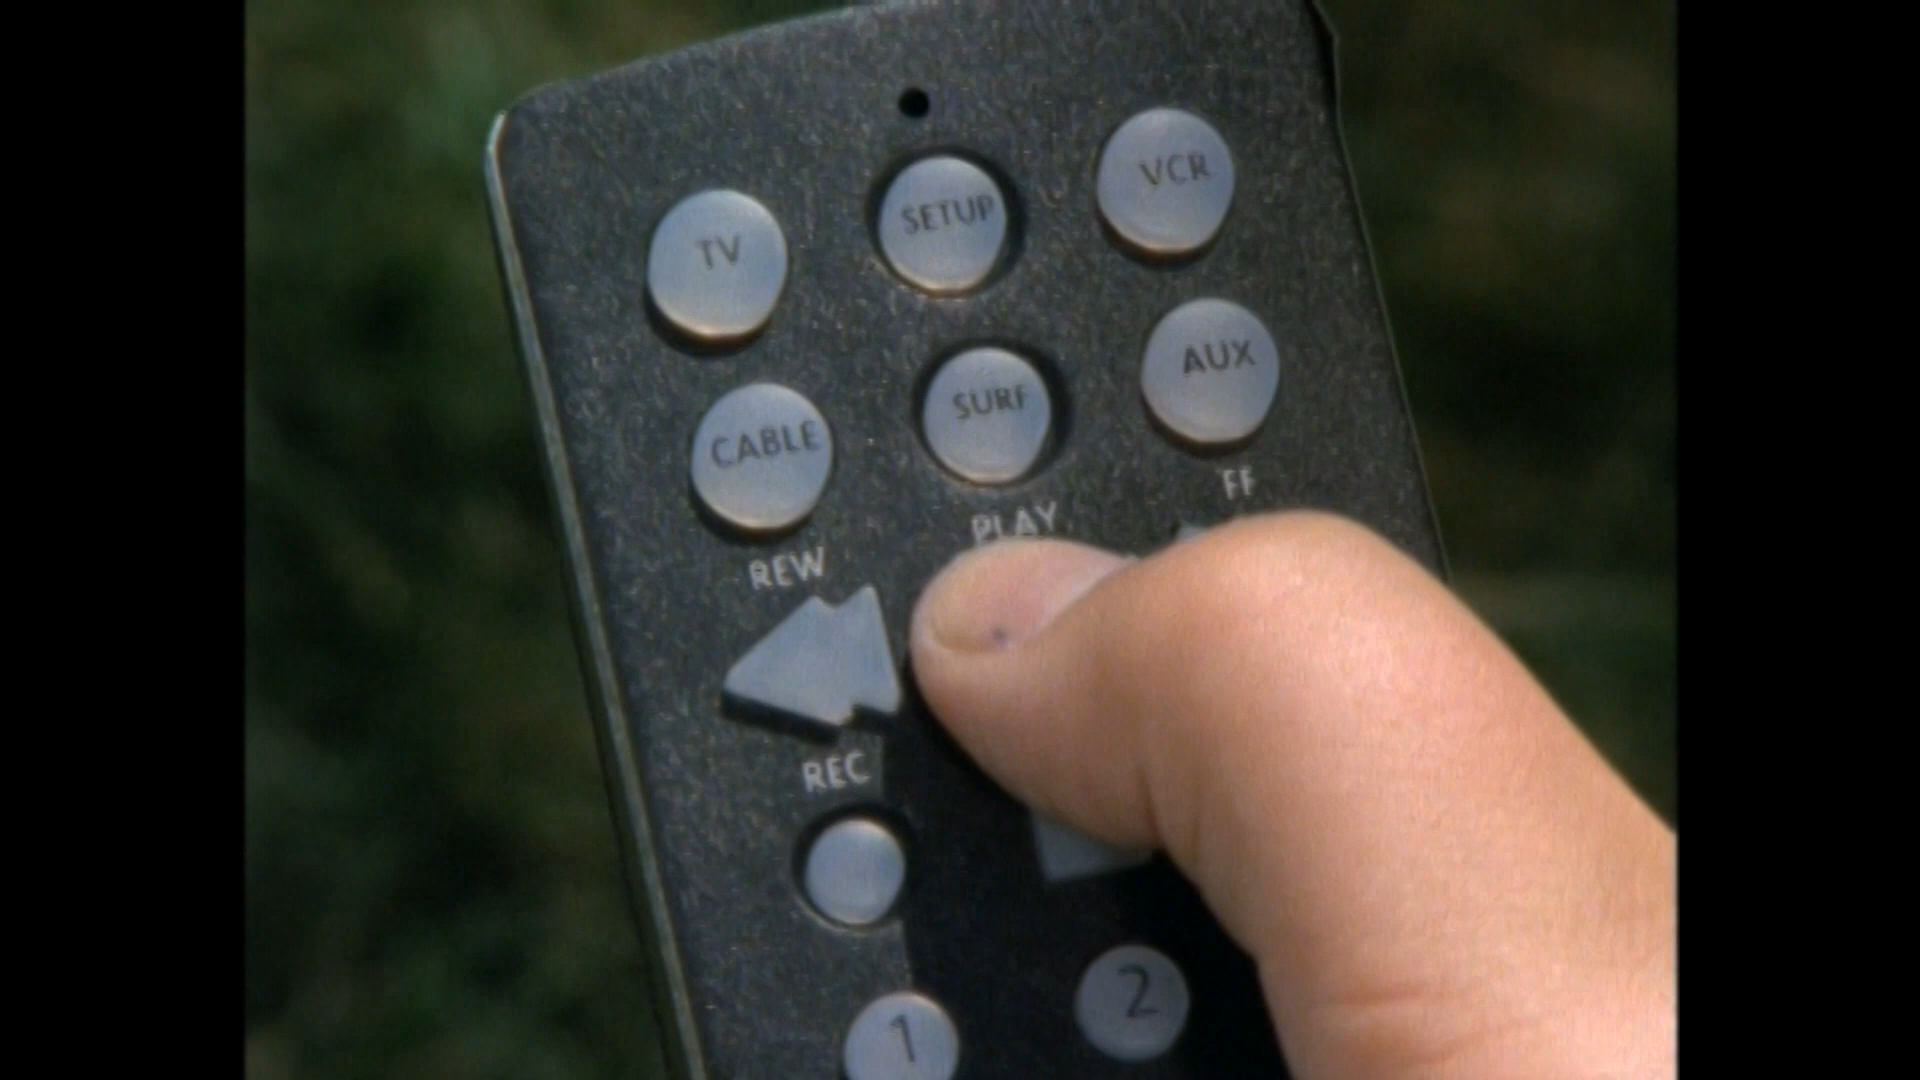 TV SETUP VCR
CABLE SURF AUX
REW PLAY FF
REC
1 2